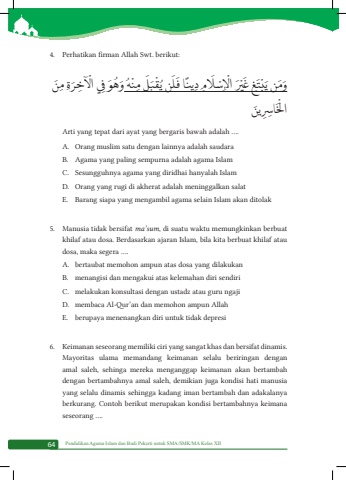 4. Perhatikan firman Allah Swt. berikut:
وَمَن يَبْتَغِ غَيْرَ الْإِسْلَامِ دِينًا فَلَن يُقْبَلَ مِنْهُ وَهُوَ فِي الْآخِرَةِ مِنَ
الْخَاسِرِينَ
Arti yang tepat dari ayat yang bergaris bawah adalah ....
A. Orang muslim satu dengan lainnya adalah saudara
B. Agama yang paling sempurna adalah agama Islam
C. Sesungguhnya agama yang diridhai hanyalah Islam
D. Orang yang rugi di akherat adalah meninggalkan salat
E. Barang siapa yang mengambil agama selain Islam akan ditolak
5. Manusia tidak bersifat ma'sum, di suatu waktu memungkinkan berbuat
khilaf atau dosa. Berdasarkan ajaran Islam, bila kita berbuat khilaf atau
dosa, maka segera ....
A. bertaubat memohon ampun atas dosa yang dilakukan
B. menangisi dan mengakui atas kelemahan diri sendiri
C. melakukan konsultasi dengan ustadz atau guru ngaji
D. membaca Al-Qur'an dan memohon ampun Allah
E. berupaya menenangkan diri untuk tidak depresi
6. Keimanan seseorang memiliki ciri yang sangat khas dan bersifat dinamis.
Mayoritas ulama memandang keimanan selalu beriringan dengan
amal saleh, sehinga mereka menganggap keimanan akan bertambah
dengan bertambahnya amal saleh, demikian juga kondisi hati manusia
yang selalu dinamis sehingga kadang iman bertambah dan adakalanya
berkurang. Contoh berikut merupakan kondisi bertambahnya keimana
seseorang ....
64 Pendidikan Agama Islam dan Budi Pekerti untuk SMA/SMK/MA Kelas XII